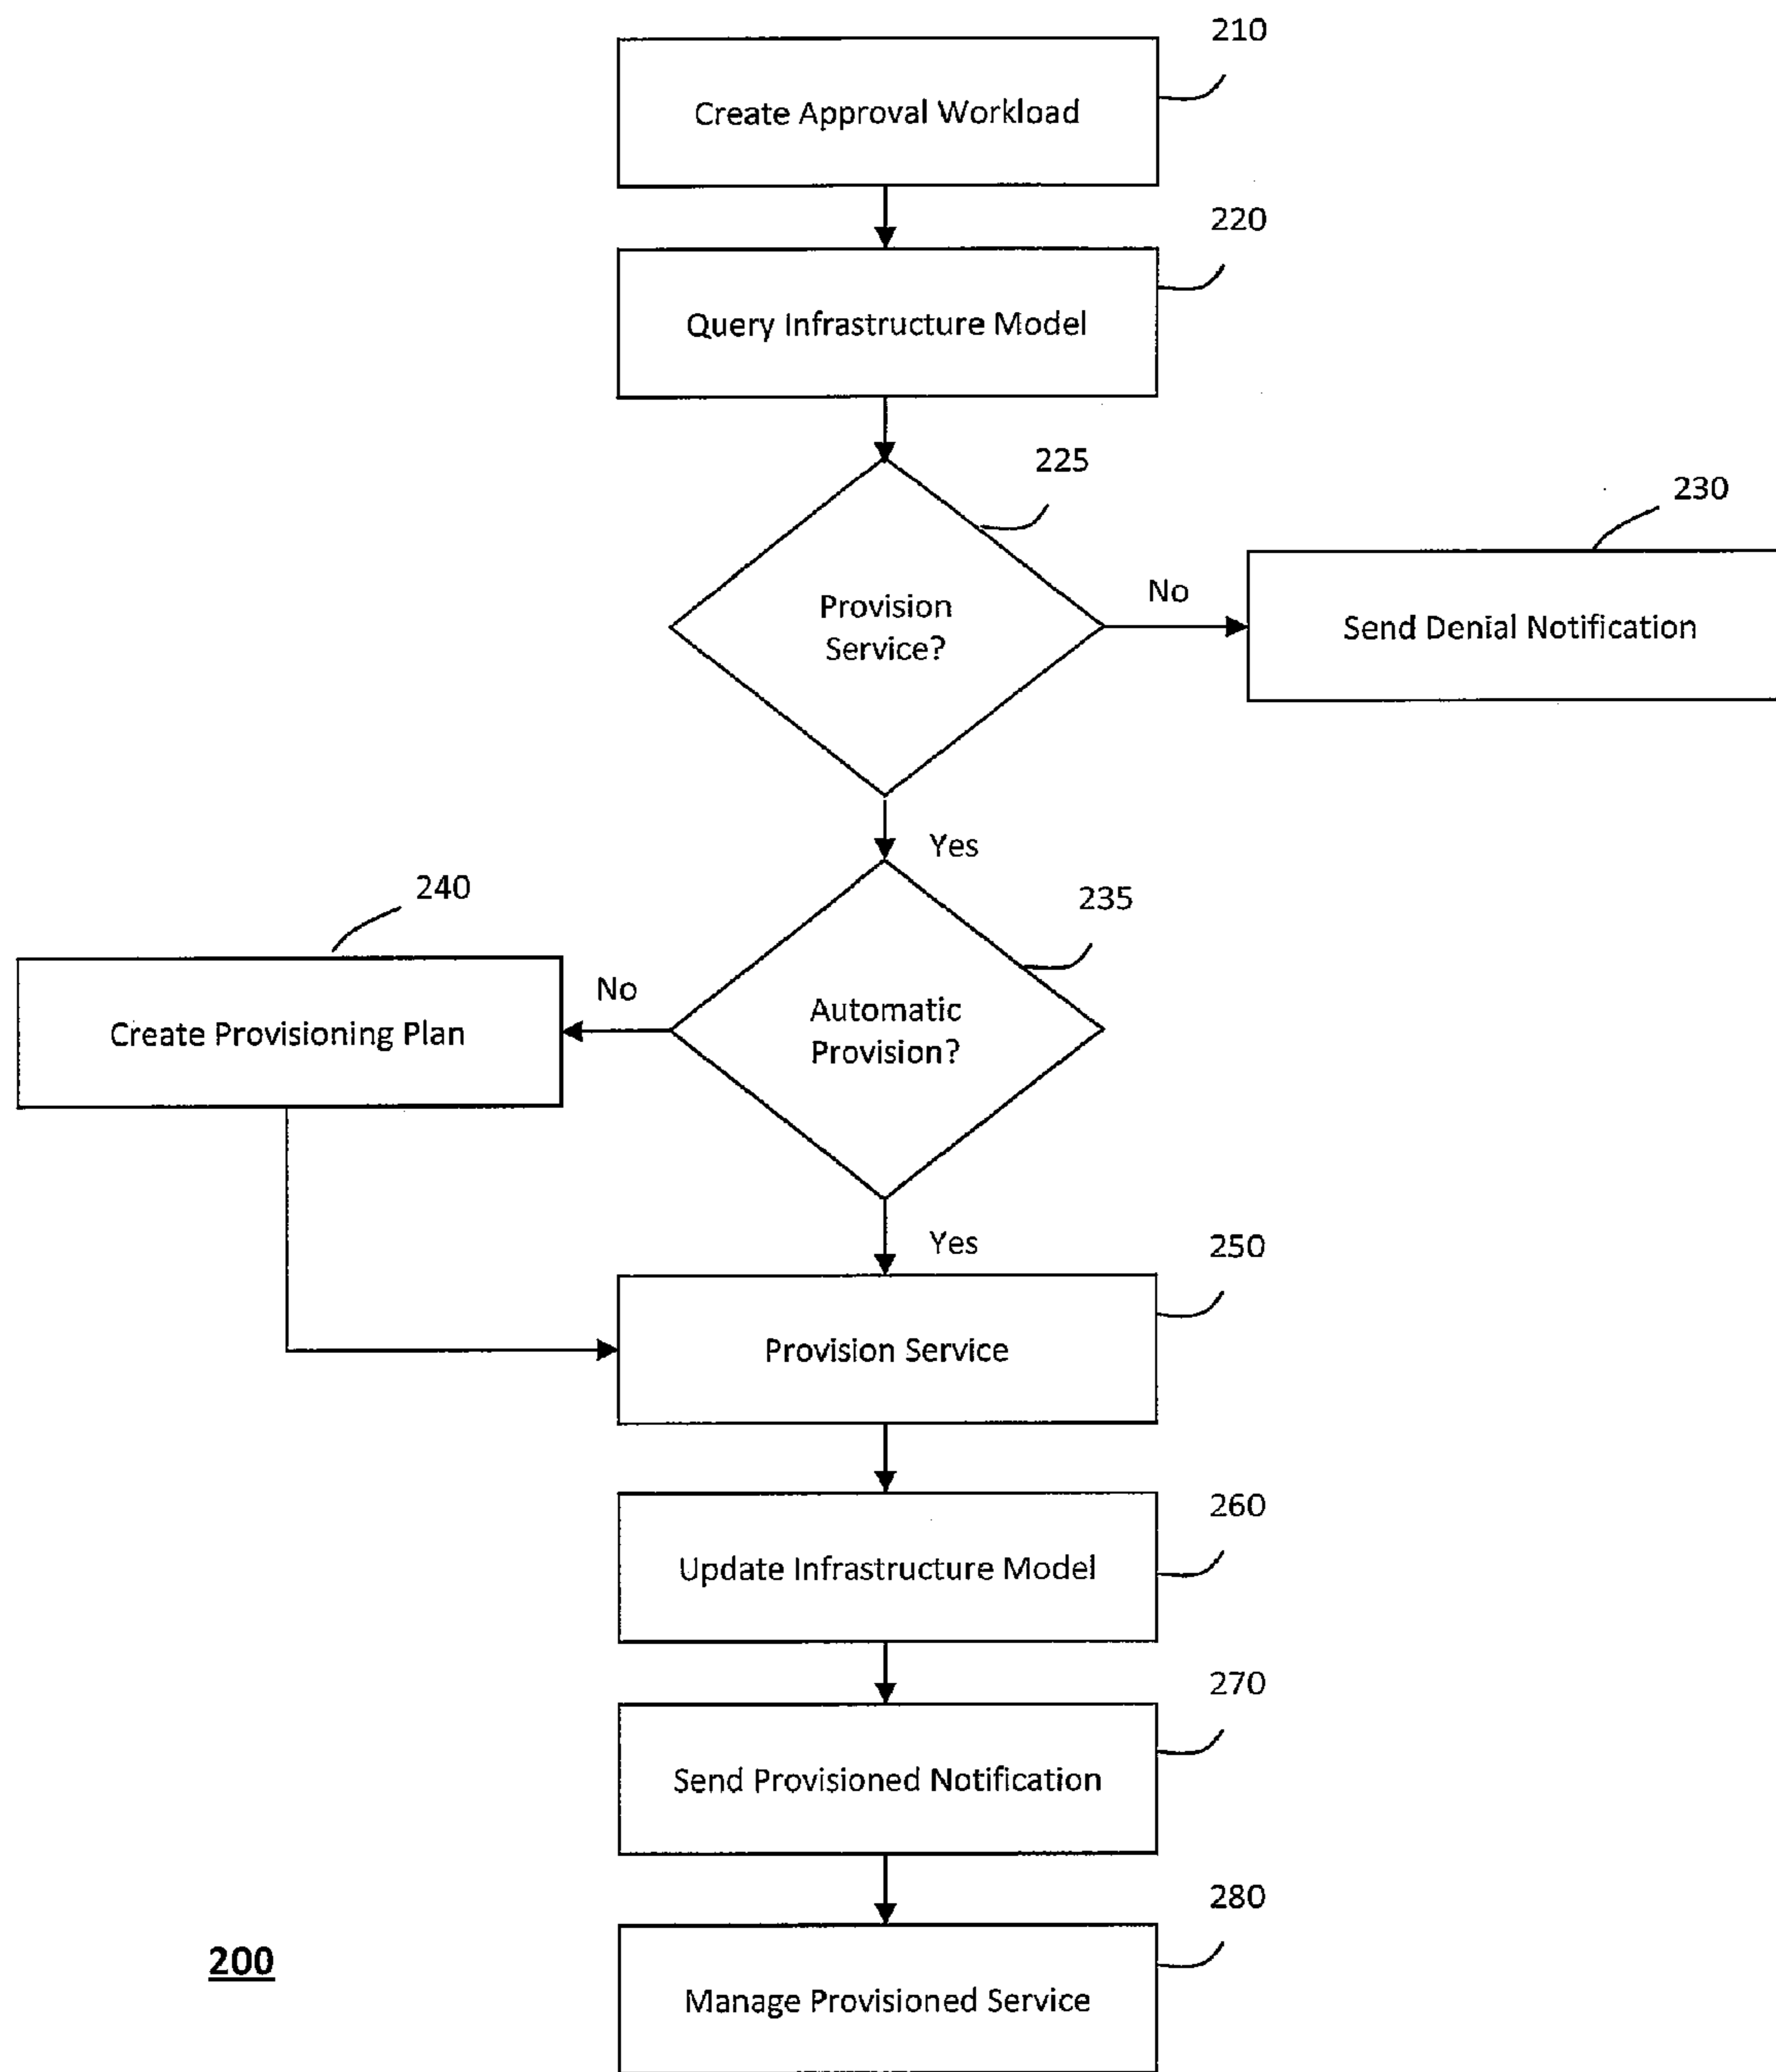 210
Create Approval Workload
220
Query Infrastructure Model
225
230
Provision
Service?
No
Send Denial Notification
Yes
240
235
Create Provisioning Plan
No
Automatic
Provision?
Yes
250
Provision Service
260
Update Infrastructure Model
270
Send Provisioned Notification
280
200
Manage Provisioned Service